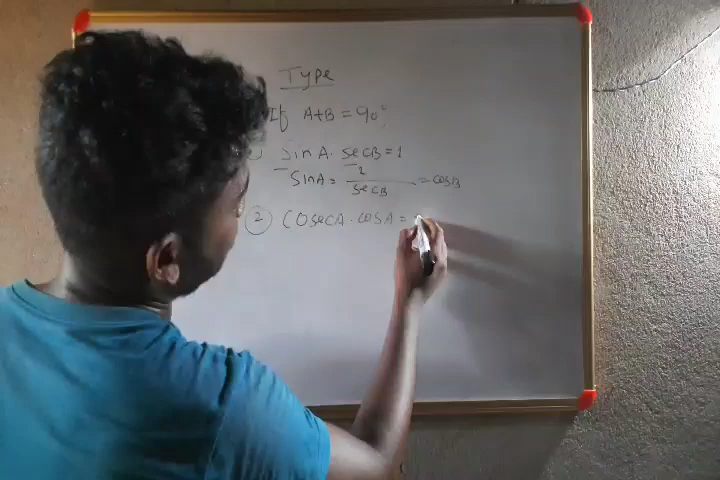 Type
If A+B = 90°
Sin A. Sec B = 1
Sin A = 1/Sec B = Cos B
② Cosec A. Cos A =